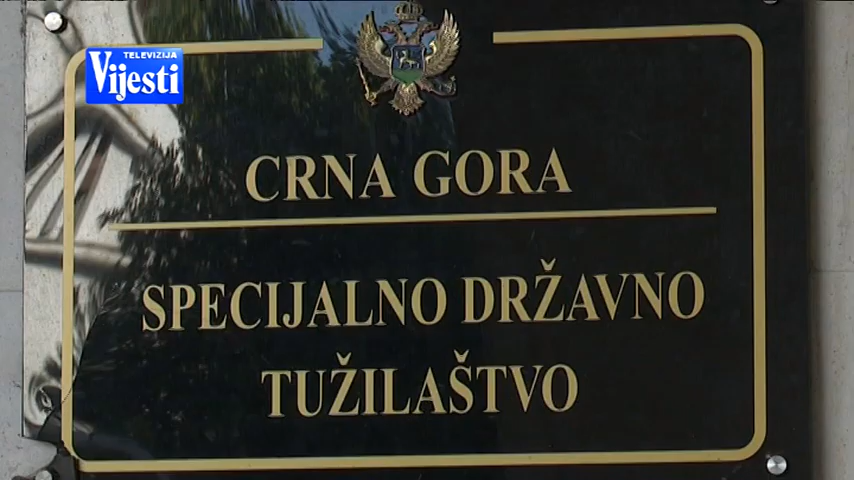 TELEVIZIJA
Vijesti
CRNA GORA
SPECIJALNO DRŽAVNO
TUŽILAŠTVO